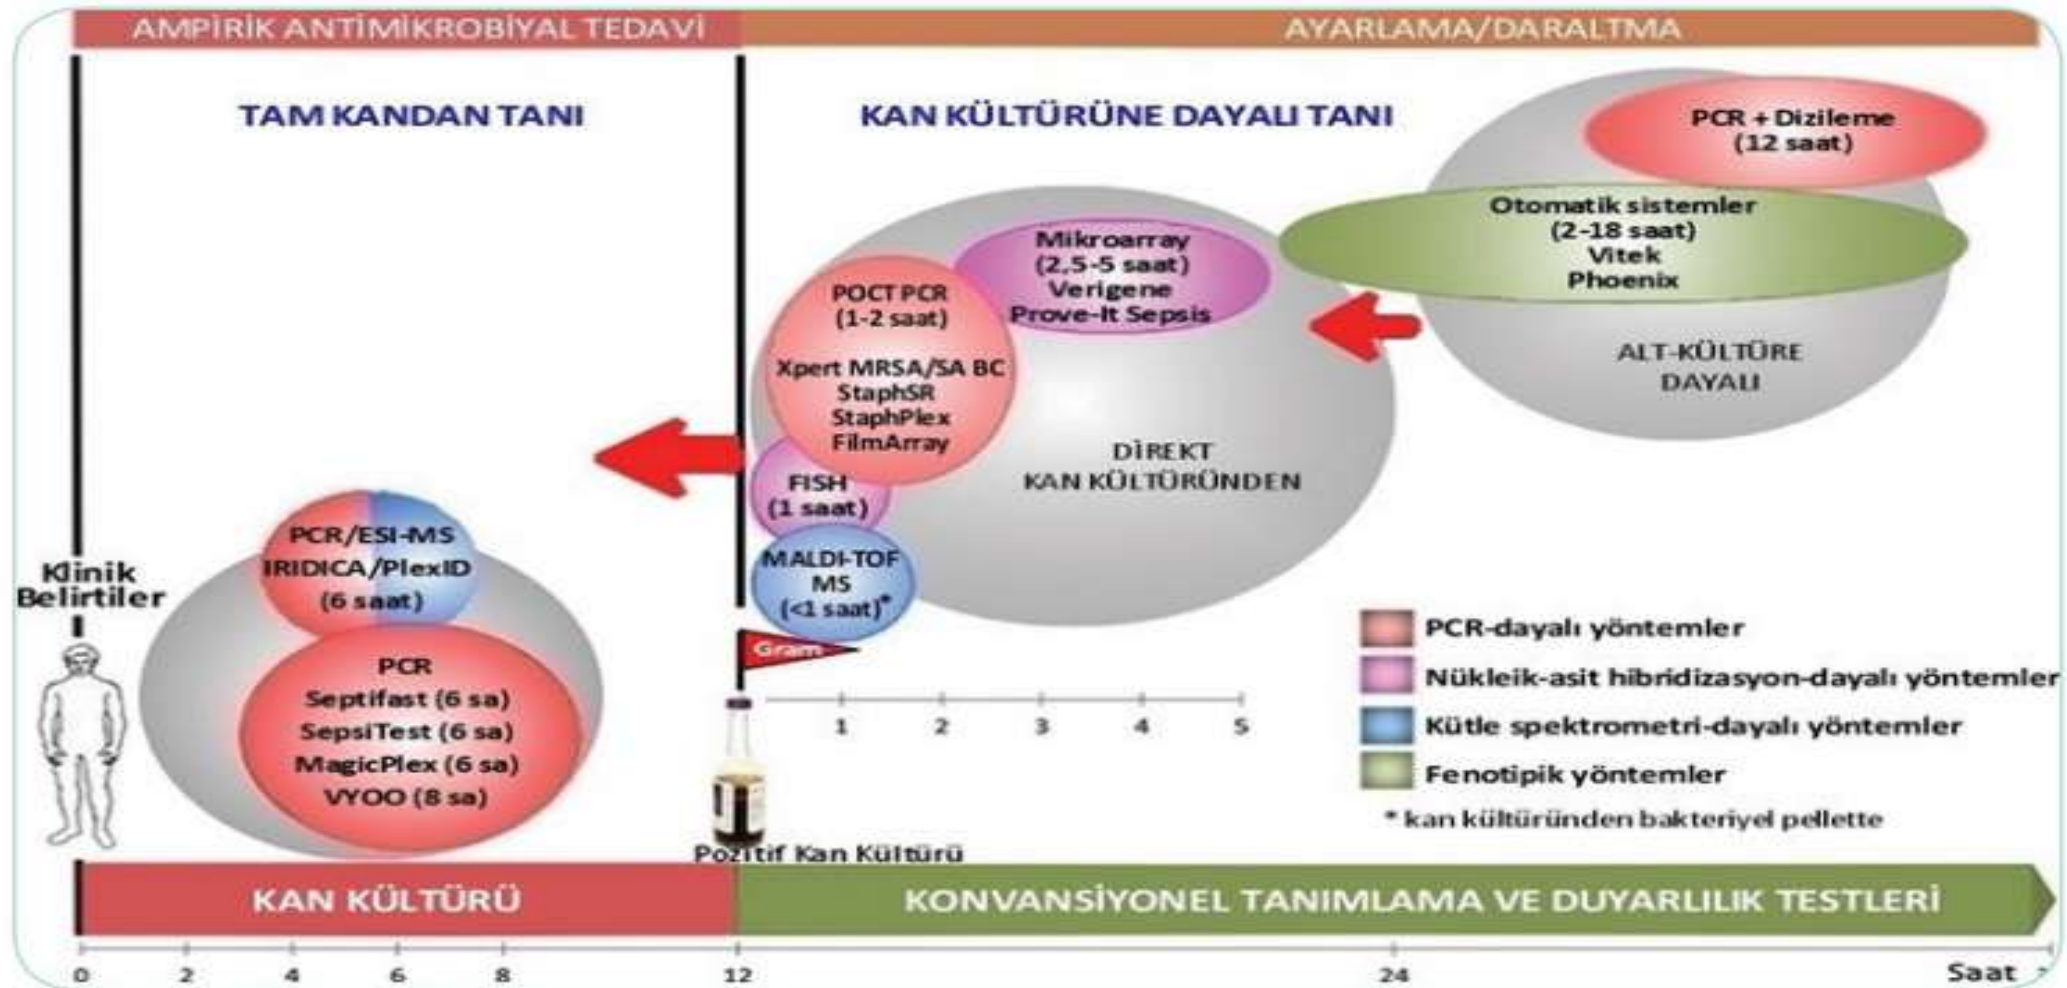 AMPİRİK ANTİMİKROBİYAL TEDAVİ
AYARLAMA/DARALTMA
TAM KANDAN TANI
KAN KÜLTÜRÜNE DAYALI TANI
PCR + Dizileme
(12 saat)
Otomatik sistemler
(2-18 saat)
Vitek
Phoenix
ALT-KÜLTÜRE
DAYALI
Mikroarray
(2,5-5 saat)
Verigene
Prove-It Sepsis
POCT PCR
(1-2 saat)
Xpert MRSA/SA BC
StaphSR
StaphPlex
FilmArray
DİREKT
KAN KÜLTÜRÜNDEN
FISH
(1 saat)
MALDI-TOF
MS
(<1 saat)*
Gram
PCR/ESI-MS
IRIDICA/PlexID
(6 saat)
Klinik
Belirtiler
PCR
Septifast (6 sa)
SepsiTest (6 sa)
MagicPlex (6 sa)
VYOO (8 sa)
1 2 3 4 5
PCR-dayalı yöntemler
Nükleik-asit hibridizasyon-dayalı yöntemler
Kütle spektrometri-dayalı yöntemler
Fenotipik yöntemler
* kan kültüründen bakteriyel pellette
Pozitif Kan Kültürü
KAN KÜLTÜRÜ
KONVANSİYONEL TANIMLAMA VE DUYARLILIK TESTLERİ
0 2 4 6 8 12 24 Saat